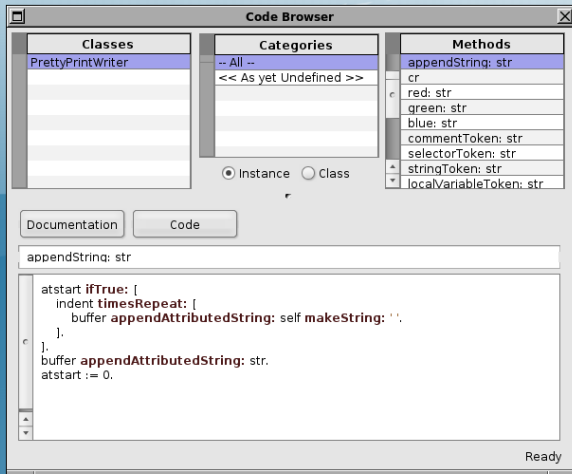 Code Browser
Classes
PrettyPrintWriter
Categories
-- All --
<< As yet Undefined >>
Methods
appendString: str
cr
red: str
green: str
blue: str
commentToken: str
selectorToken: str
stringToken: str
localVariableToken: str
Instance Class
Documentation Code
appendString: str
atstart ifTrue: [
indent timesRepeat: [
buffer appendAttributedString: self makeString: ' '.
].
].
buffer appendAttributedString: str.
atstart := 0.
Ready